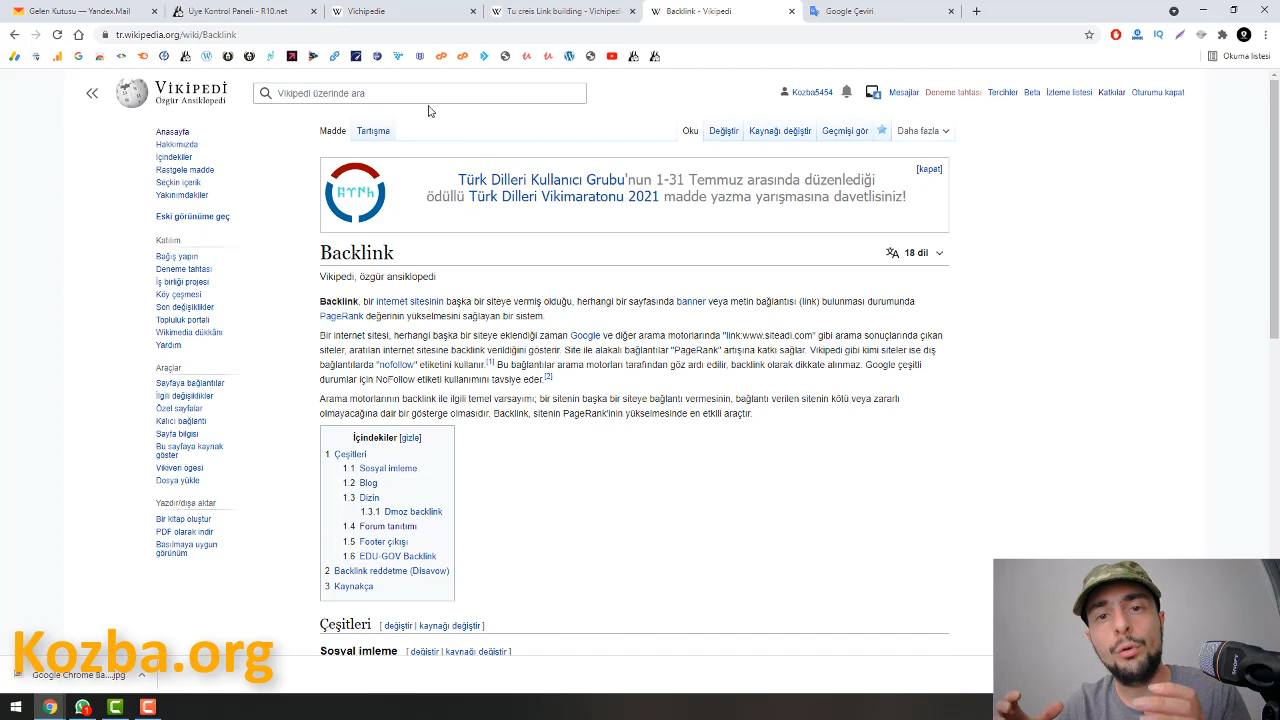 Gelen Kutusu — Yandex.Mail
Üye Kontrol Paneli - R10.net
Vichipedie
Tu creis Link building - Vichipedie
Backlink - Vikipedi
Google Çeviri
tr.wikipedia.org/wiki/Backlink
Okuma listesi
VİKİPEDİ
Özgür Ansiklopedi
Vikipedi üzerinde ara
Kozba5454
Mesajlar
Deneme tahtası
Tercihler
Beta
İzleme listesi
Katkılar
Oturumu kapat
Madde
Tartışma
Oku
Değiştir
Kaynağı değiştir
Geçmişi gör
Daha fazla
Anasayfa
Hakkımızda
İçindekiler
Rastgele madde
Seçkin içerik
Yakınımdakiler
Eski görünüme geç
Katılım
Bağış yapın
Deneme tahtası
İş birliği projesi
Köy çeşmesi
Son değişiklikler
Topluluk portali
Wikimedia dükkânı
Yardım
Araçlar
Sayfaya bağlantılar
İlgili değişiklikler
Özel sayfalar
Kalıcı bağlantı
Sayfa bilgisi
Bu sayfayı kaynak
göster
Vikiveri ögesi
Dosya yükle
Yazdır/dışa aktar
Bir kitap oluştur
PDF olarak indir
Basılmaya uygun
görünüm
[kapat]
Türk Dilleri Kullanıcı Grubu'nun 1-31 Temmuz arasında düzenlediği
ödüllü Türk Dilleri Vikimaratonu 2021 madde yazma yarışmasına davetlisiniz!
Backlink
18 dil
Vikipedi, özgür ansiklopedi
Backlink, bir internet sitesinin başka bir siteye vermiş olduğu, herhangi bir sayfasında banner veya metin bağlantısı (link) bulunması durumunda
PageRank değerinin yükselmesini sağlayan bir sistem.
Bir internet sitesi, herhangi başka bir siteye eklendiği zaman Google ve diğer arama motorlarında "link:www.siteadi.com" gibi arama sonuçlarında çıkan
siteler, aratılan internet sitesine backlink verildiğini gösterir. Site ile alakalı bağlantılar "PageRank" artışına katkı sağlar. Vikipedi gibi kimi siteler ise dış
bağlantılarda "nofollow" etiketini kullanır.[1] Bu bağlantılar arama motorları tarafından göz ardı edilir, backlink olarak dikkate alınmaz. Google çeşitli
durumlar için NoFollow etiketi kullanımını tavsiye eder.[2]
Arama motorlarının backlink ile ilgili temel varsayımı; bir sitenin başka bir siteye bağlantı vermesinin, bağlantı verilen sitenin kötü veya zararlı
olmayacağına dair bir gösterge olmasıdır. Backlink, sitenin PageRank'inin yükselmesinde en etkili araçtır.
İçindekiler [gizle]
1 Çeşitleri
1.1 Sosyal imleme
1.2 Blog
1.3 Dizin
1.3.1 Dmoz backlink
1.4 Forum tanıtımı
1.5 Footer çıkışı
1.6 EDU-GOV Backlink
2 Backlink reddetme (Disavow)
3 Kaynakça
Çeşitleri [ değiştir | kaynağı değiştir ]
Sosyal imleme [ değiştir | kaynağı değiştir ]
Kozba.org
Google Chrome Ba....jpg